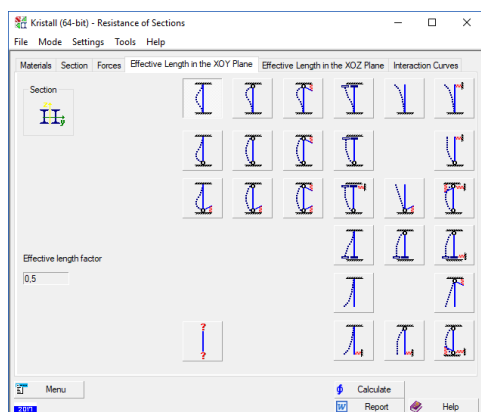 Kristall (64-bit) - Resistance of Sections
File Mode Settings Tools Help
Materials Section Forces Effective Length in the XOY Plane Effective Length in the XOZ Plane Interaction Curves
Section
y
Effective length factor
0,5
?
?
Menu
Calculate
Report
Help